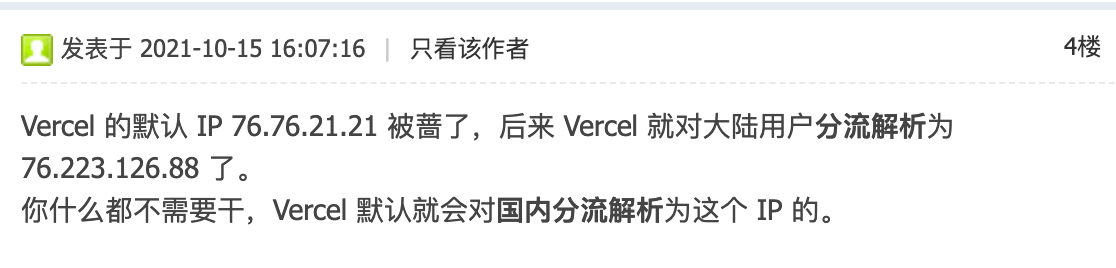 发表于 2021-10-15 16:07:16 | 只看该作者 4楼
Vercel 的默认 IP 76.76.21.21 被蔷了，后来 Vercel 就对大陆用户分流解析为
76.223.126.88 了。
你什么都不需要干，Vercel 默认就会对国内分流解析为这个 IP 的。